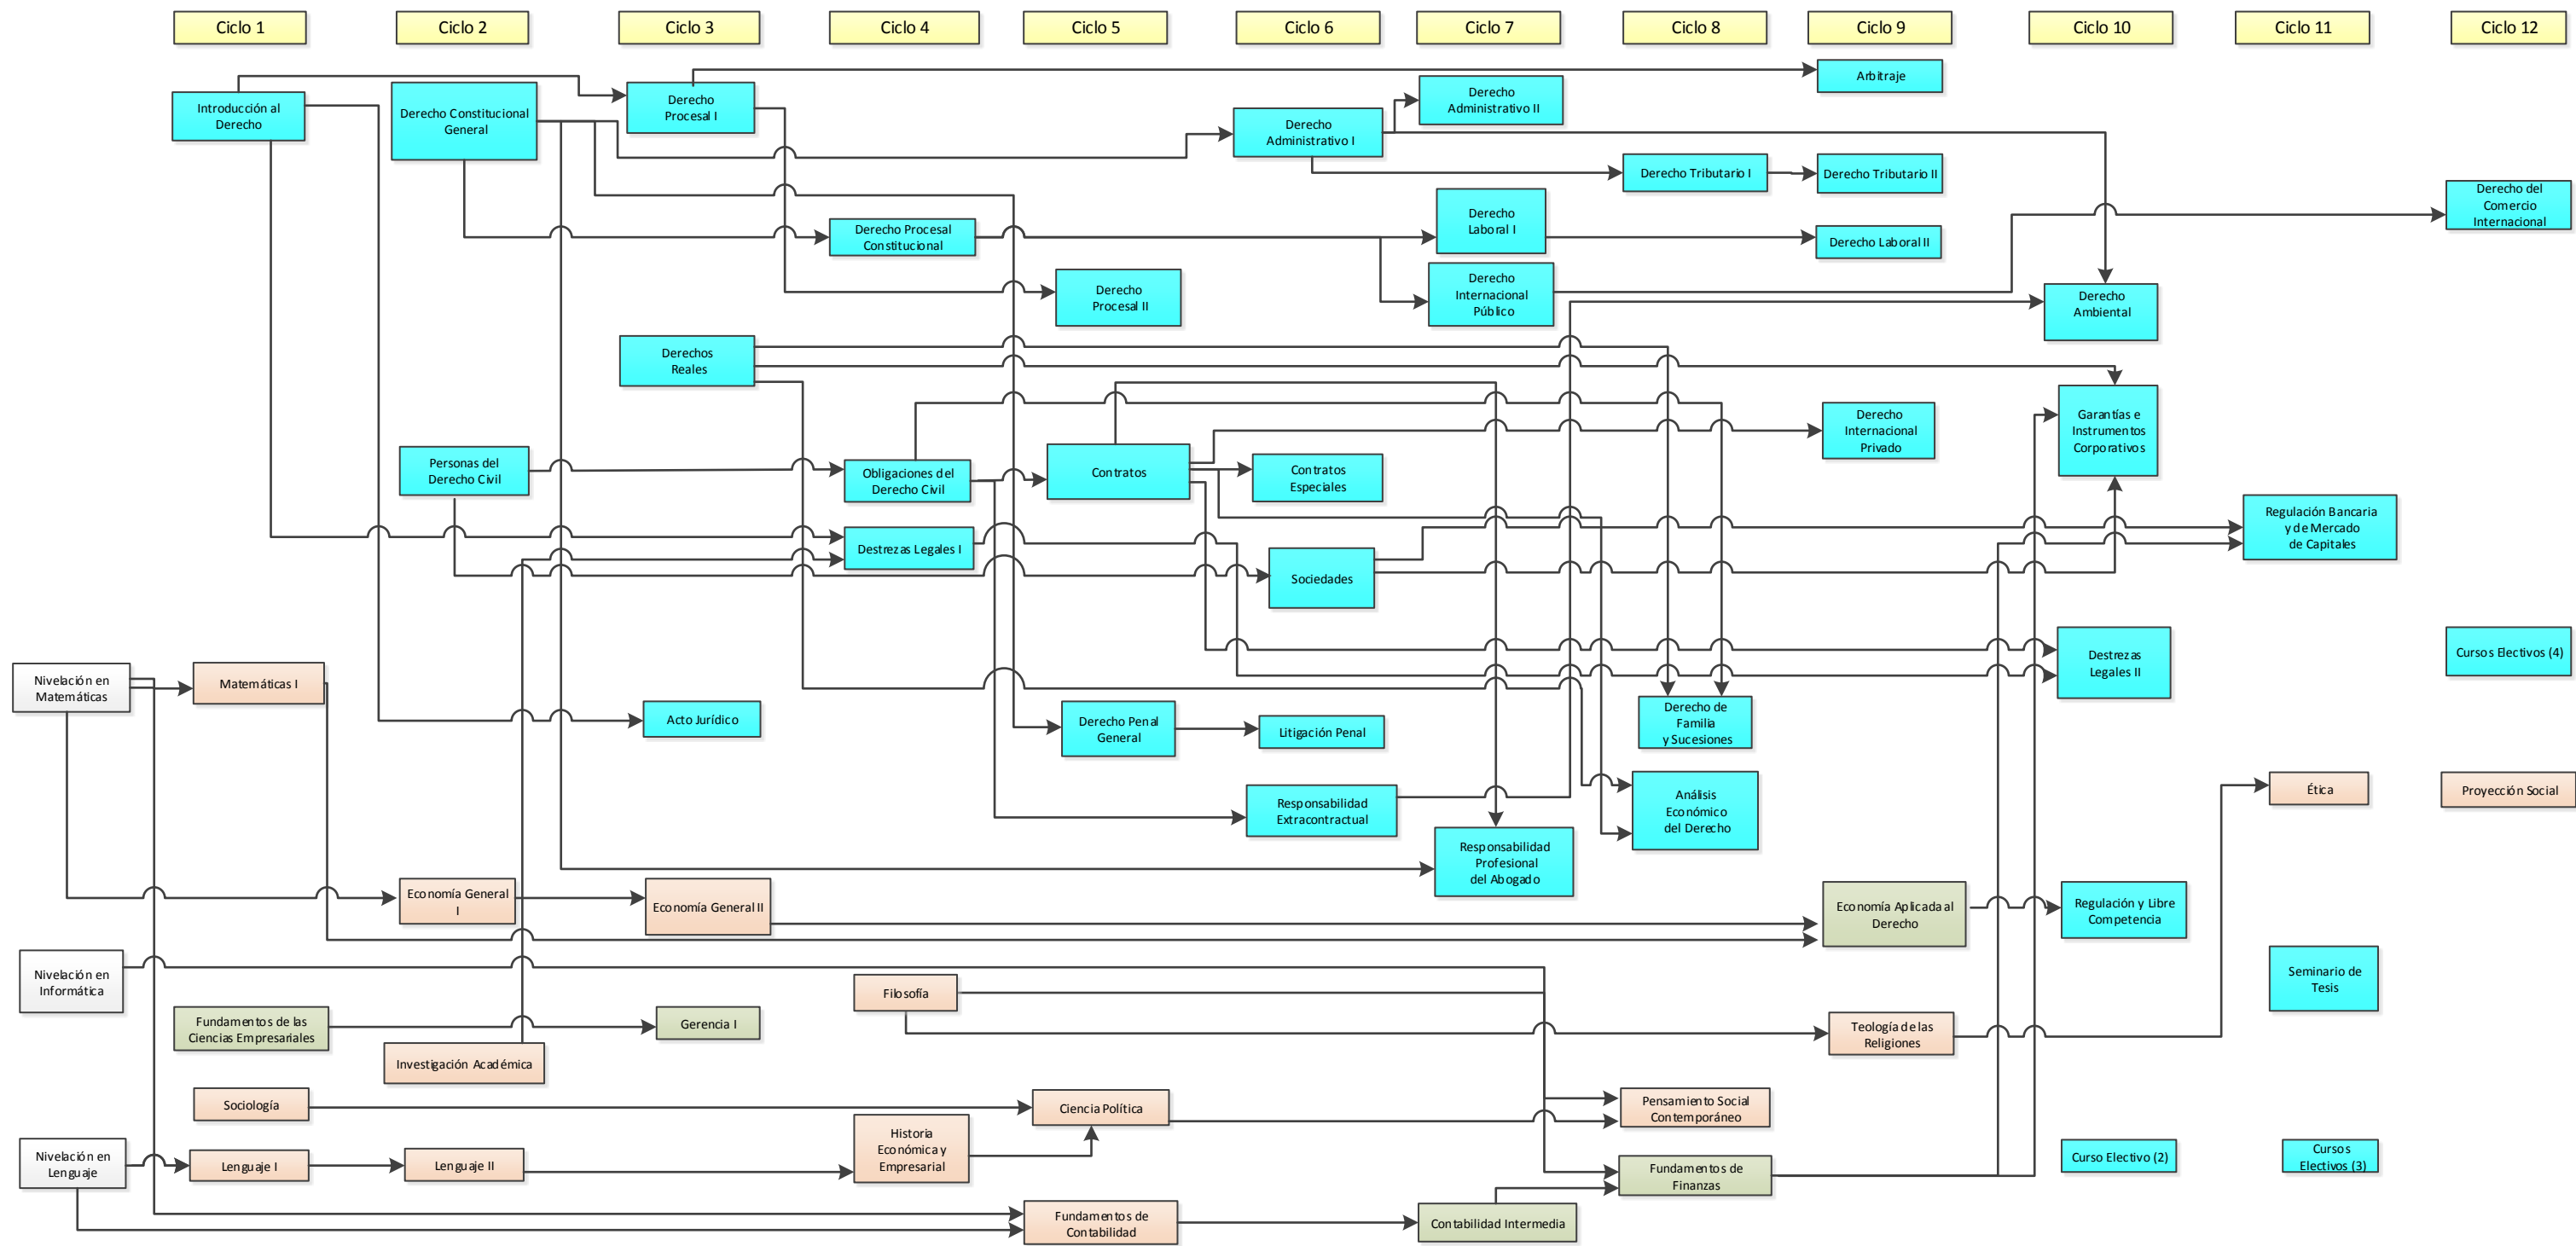 Ciclo 1
Ciclo 2
Ciclo 3
Ciclo 4
Ciclo 5
Ciclo 6
Ciclo 7
Ciclo 8
Ciclo 9
Ciclo 10
Ciclo 11
Ciclo 12
Introducción al
Derecho
Derecho Constitucional
General
Derecho
Procesal I
Derecho
Administrativo I
Derecho
Administrativo II
Arbitraje
Derecho Tributario I
Derecho Tributario II
Derecho del
Comercio
Internacional
Derecho Procesal
Constitucional
Derecho
Laboral I
Derecho Laboral II
Derecho
Procesal II
Derecho
Internacional
Público
Derecho
Ambiental
Derechos
Reales
Garantías e
Instrumentos
Corporativos
Derecho
Internacional
Privado
Personas del
Derecho Civil
Obligaciones del
Derecho Civil
Contratos
Contratos
Especiales
Regulación Bancaria
y de Mercado
de Capitales
Destrezas Legales I
Sociedades
Destrezas
Legales II
Cursos Electivos (4)
Nivelación en
Matemáticas
Matemáticas I
Acto Jurídico
Derecho Penal
General
Litigación Penal
Derecho de
Familia
y Sucesiones
Responsabilidad
Extracontractual
Análisis
Económico
del Derecho
Ética
Proyección Social
Responsabilidad
Profesional
del Abogado
Economía General
I
Economía General II
Economía Aplicada al
Derecho
Regulación y Libre
Competencia
Nivelación en
Informática
Filosofía
Seminario de
Tesis
Fundamentos de las
Ciencias Empresariales
Gerencia I
Teología de las
Religiones
Investigación Académica
Sociología
Ciencia Política
Pensamiento Social
Contemporáneo
Nivelación en
Lenguaje
Lenguaje I
Lenguaje II
Historia
Económica y
Empresarial
Fundamentos de
Finanzas
Curso Electivo (2)
Cursos
Electivos (3)
Fundamentos de
Contabilidad
Contabilidad Intermedia